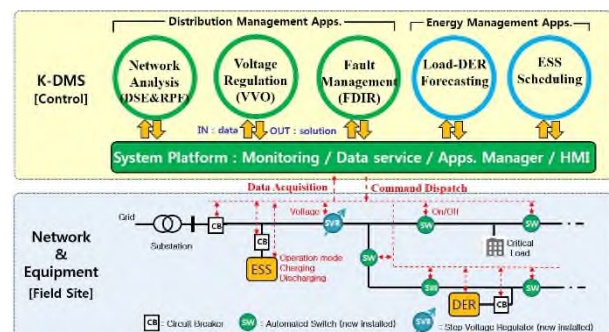 Distribution Management Apps.
Energy Management Apps.
K-DMS
[Control]
Network
Analysis
(DSE&RPF)
Voltage
Regulation
(VVO)
Fault
Management
(FDIR)
Load-DER
Forecasting
ESS
Scheduling
IN : data
OUT : solution
System Platform : Monitoring / Data service / Apps. Manager / HMI
Data Acquisition
Command Dispatch
Network
&
Equipment
[Field Site]
Grid
Substation
CB
Voltage
SVR
On/Off
SW
SW
CB
ESS
Operation mode
Charging
Discharging
SW
Critical
Load
SW
DER
CB
SW
CB : Circuit Breaker
SW : Automated Switch (new installed)
SVR : Step Voltage Regulator (new installed)